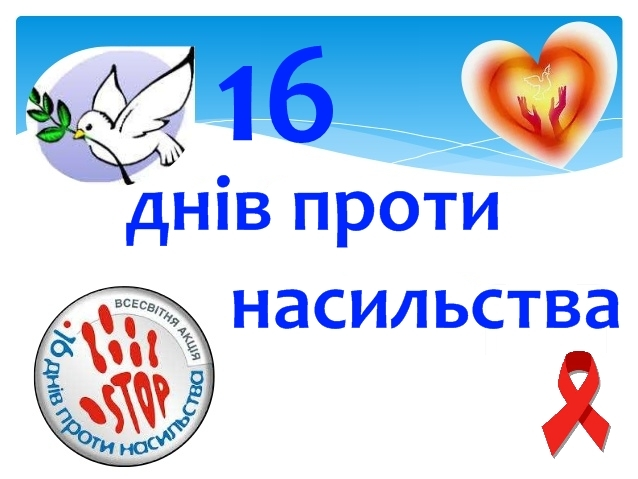 16
днів проти
насильства
ВСЕСВІТНЯ АКЦІЯ
STOP
16 днів проти насильства